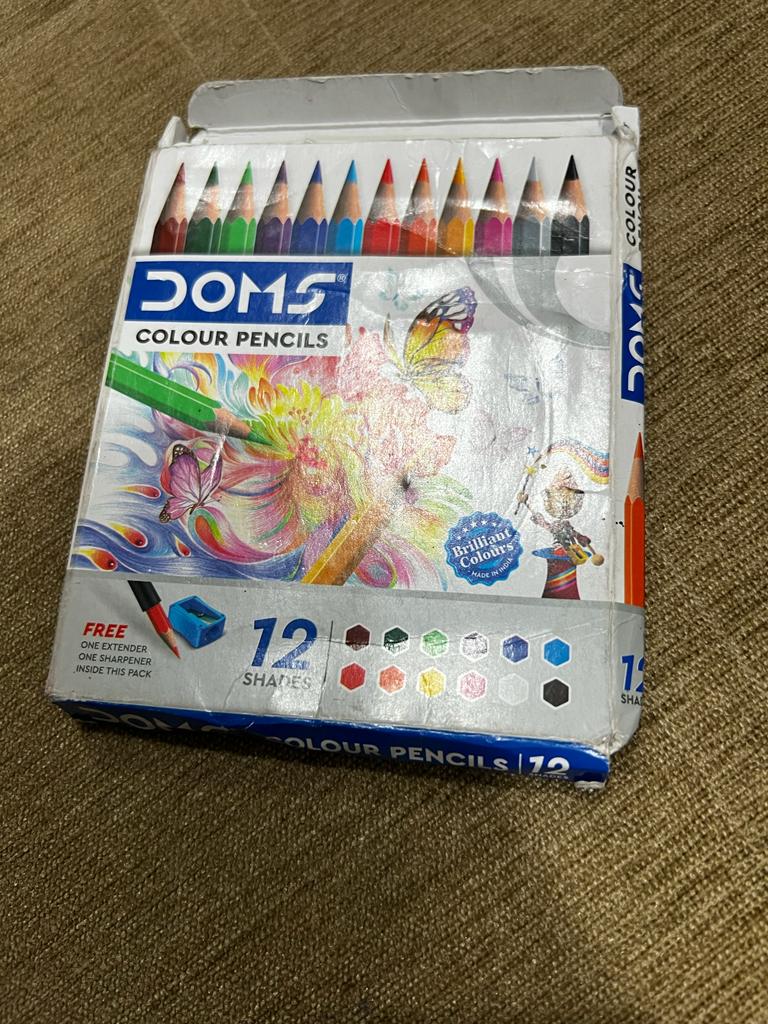 DOMS®
COLOUR PENCILS
Brilliant
Colours
MADE IN INDIA
FREE
ONE EXTENDER
ONE SHARPENER
INSIDE THIS PACK
12
SHADES
DOMS
COLOUR PENCILS
12
SHADES
COLOUR
DOMS
12